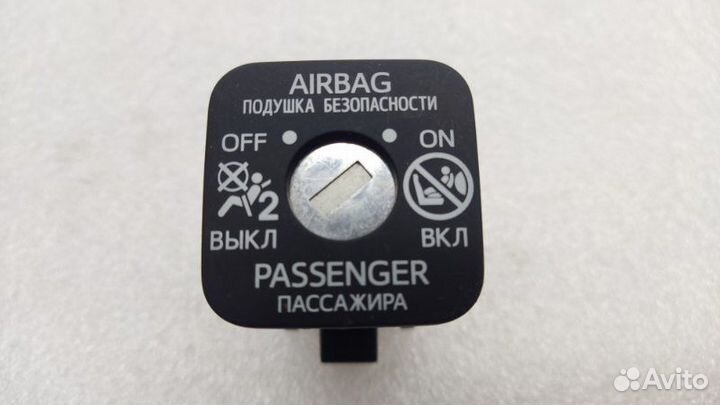 AIRBAG
ПОДУШКА БЕЗОПАСНОСТИ
OFF ON
2
ВЫКЛ ВКЛ
PASSENGER
ПАССАЖИРА
Avito